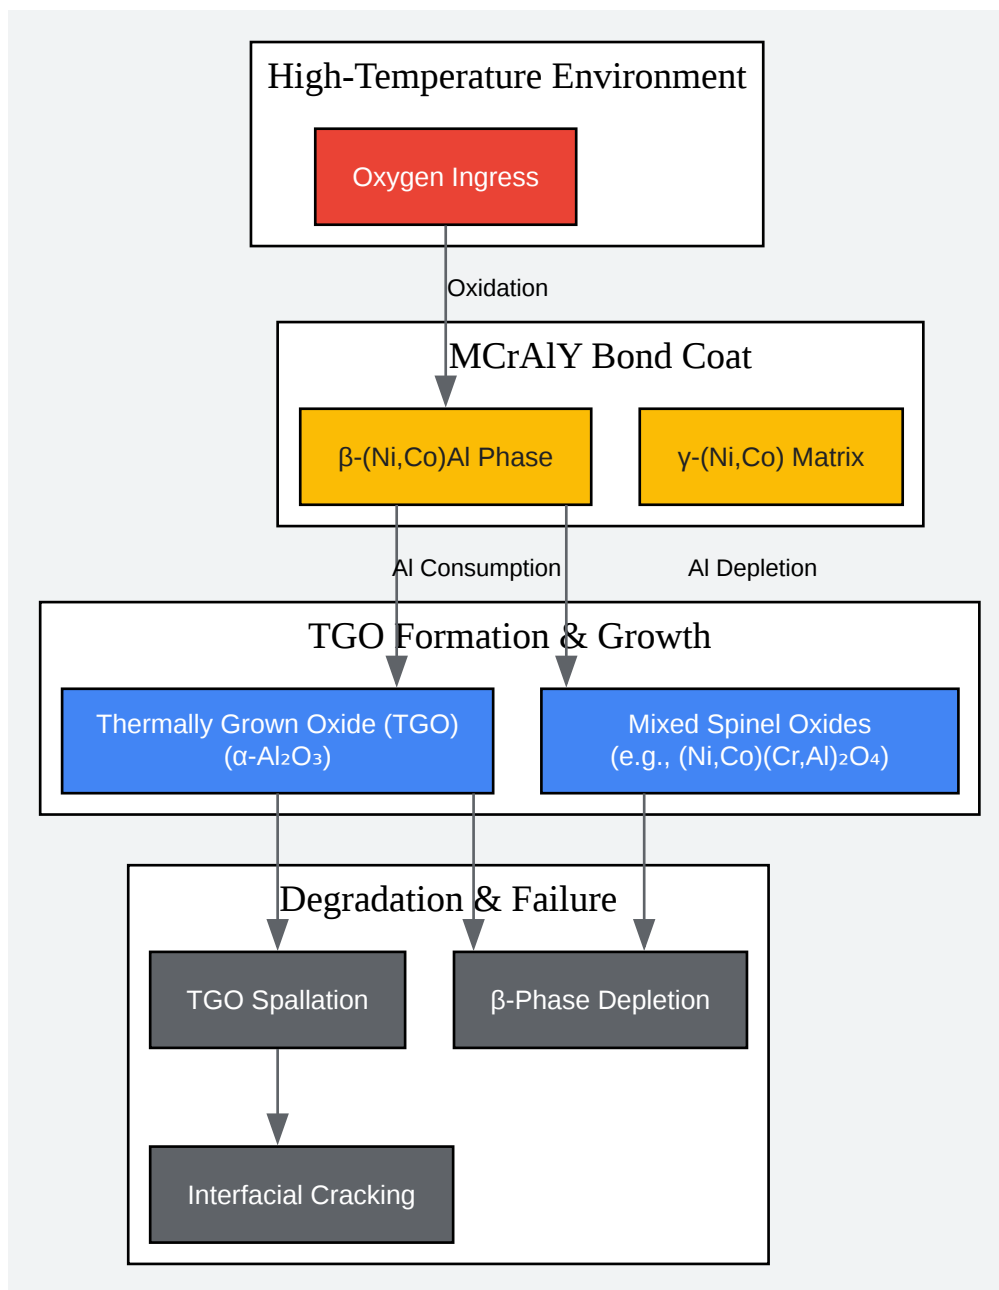 High-Temperature Environment
Oxygen Ingress
Oxidation
MCrAlY Bond Coat
β-(Ni,Co)Al Phase
γ-(Ni,Co) Matrix
Al Consumption
Al Depletion
TGO Formation & Growth
Thermally Grown Oxide (TGO)
(α-Al₂O₃)
Mixed Spinel Oxides
(e.g., (Ni,Co)(Cr,Al)₂O₄)
Degradation & Failure
TGO Spallation
β-Phase Depletion
Interfacial Cracking